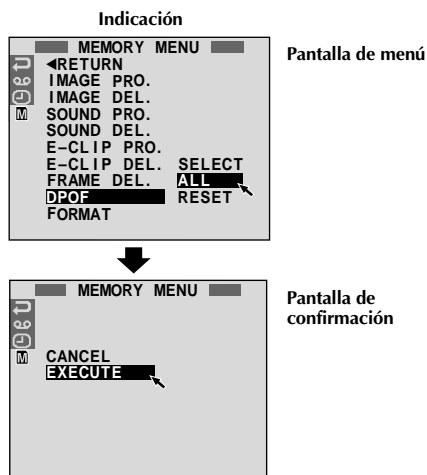 Indicación
MEMORY MENU
Pantalla de menú
◀RETURN
IMAGE PRO.
IMAGE DEL.
M SOUND PRO.
SOUND DEL.
E–CLIP PRO.
E–CLIP DEL. SELECT
FRAME DEL. ALL
DPOF RESET
FORMAT
MEMORY MENU
Pantalla de
confirmación
M CANCEL
EXECUTE